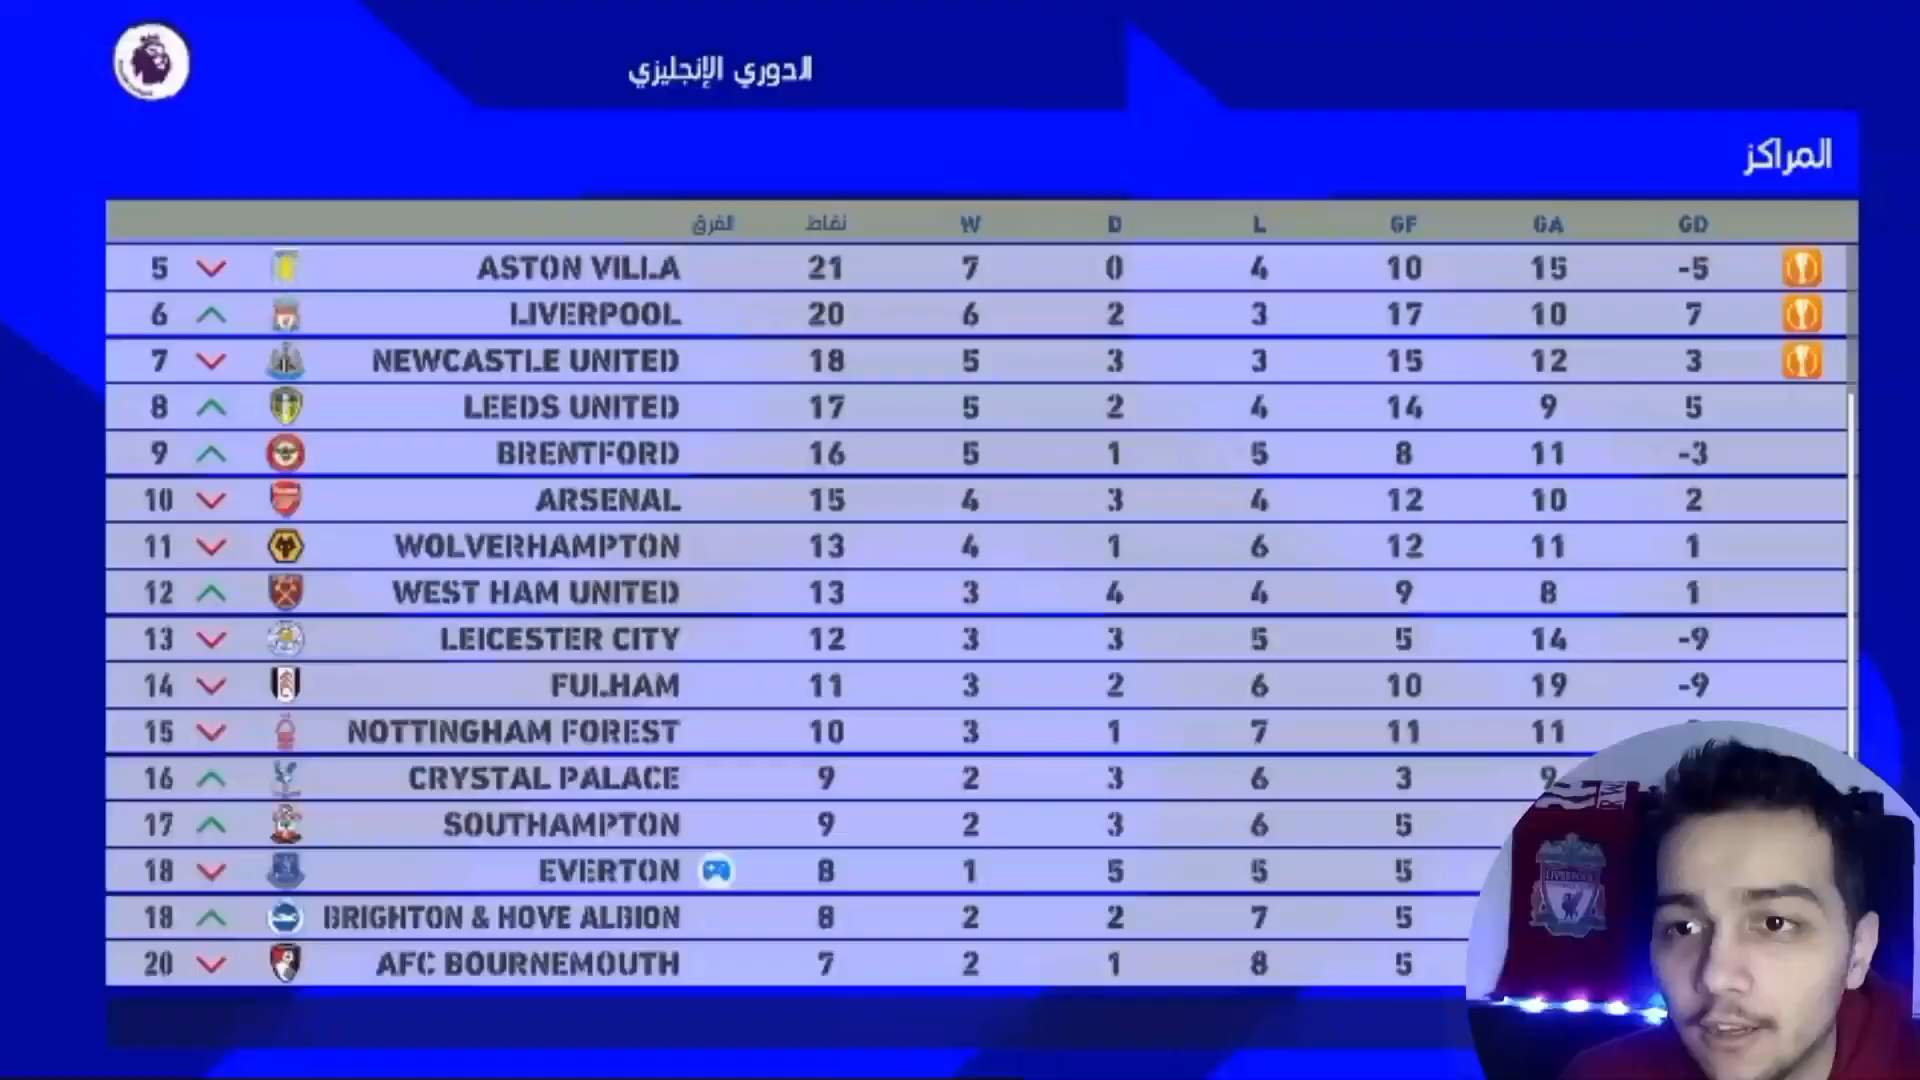 الدوري الإنجليزي
المراكز
الفرق نقاط W D L GF GA GD
5 ASTON VILLA 21 7 0 4 10 15 -5
6 LIVERPOOL 20 6 2 3 17 10 7
7 NEWCASTLE UNITED 18 5 3 3 15 12 3
8 LEEDS UNITED 17 5 2 4 14 9 5
9 BRENTFORD 16 5 1 5 8 11 -3
10 ARSENAL 15 4 3 4 12 10 2
11 WOLVERHAMPTON 13 4 1 6 12 11 1
12 WEST HAM UNITED 13 3 4 4 9 8 1
13 LEICESTER CITY 12 3 3 5 5 14 -9
14 FULHAM 11 3 2 6 10 19 -9
15 NOTTINGHAM FOREST 10 3 1 7 11 11
16 CRYSTAL PALACE 9 2 3 6 3 9
17 SOUTHAMPTON 9 2 3 6 5
18 EVERTON 8 1 5 5 5
18 BRIGHTON & HOVE ALBION 8 2 2 7 5
20 AFC BOURNEMOUTH 7 2 1 8 5
LIVERPOOL